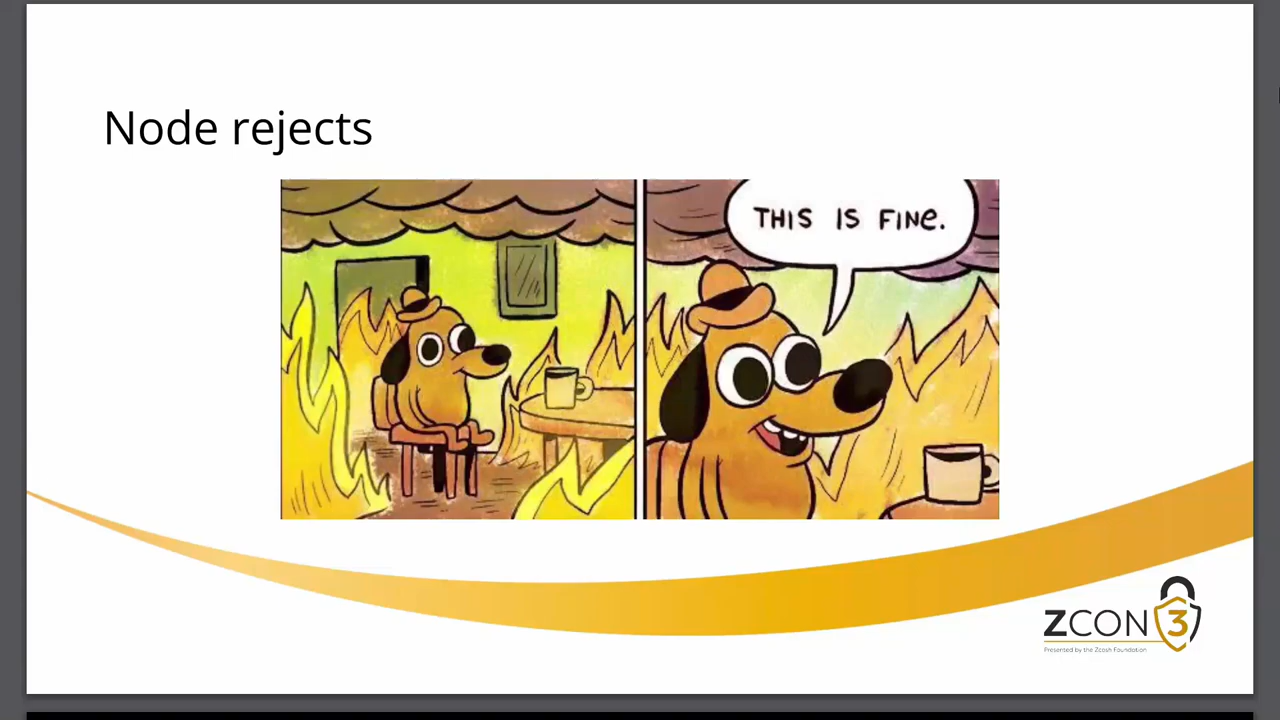 Node rejects
THIS IS FINE.
ZCON 3
Presented by the Zcash Foundation